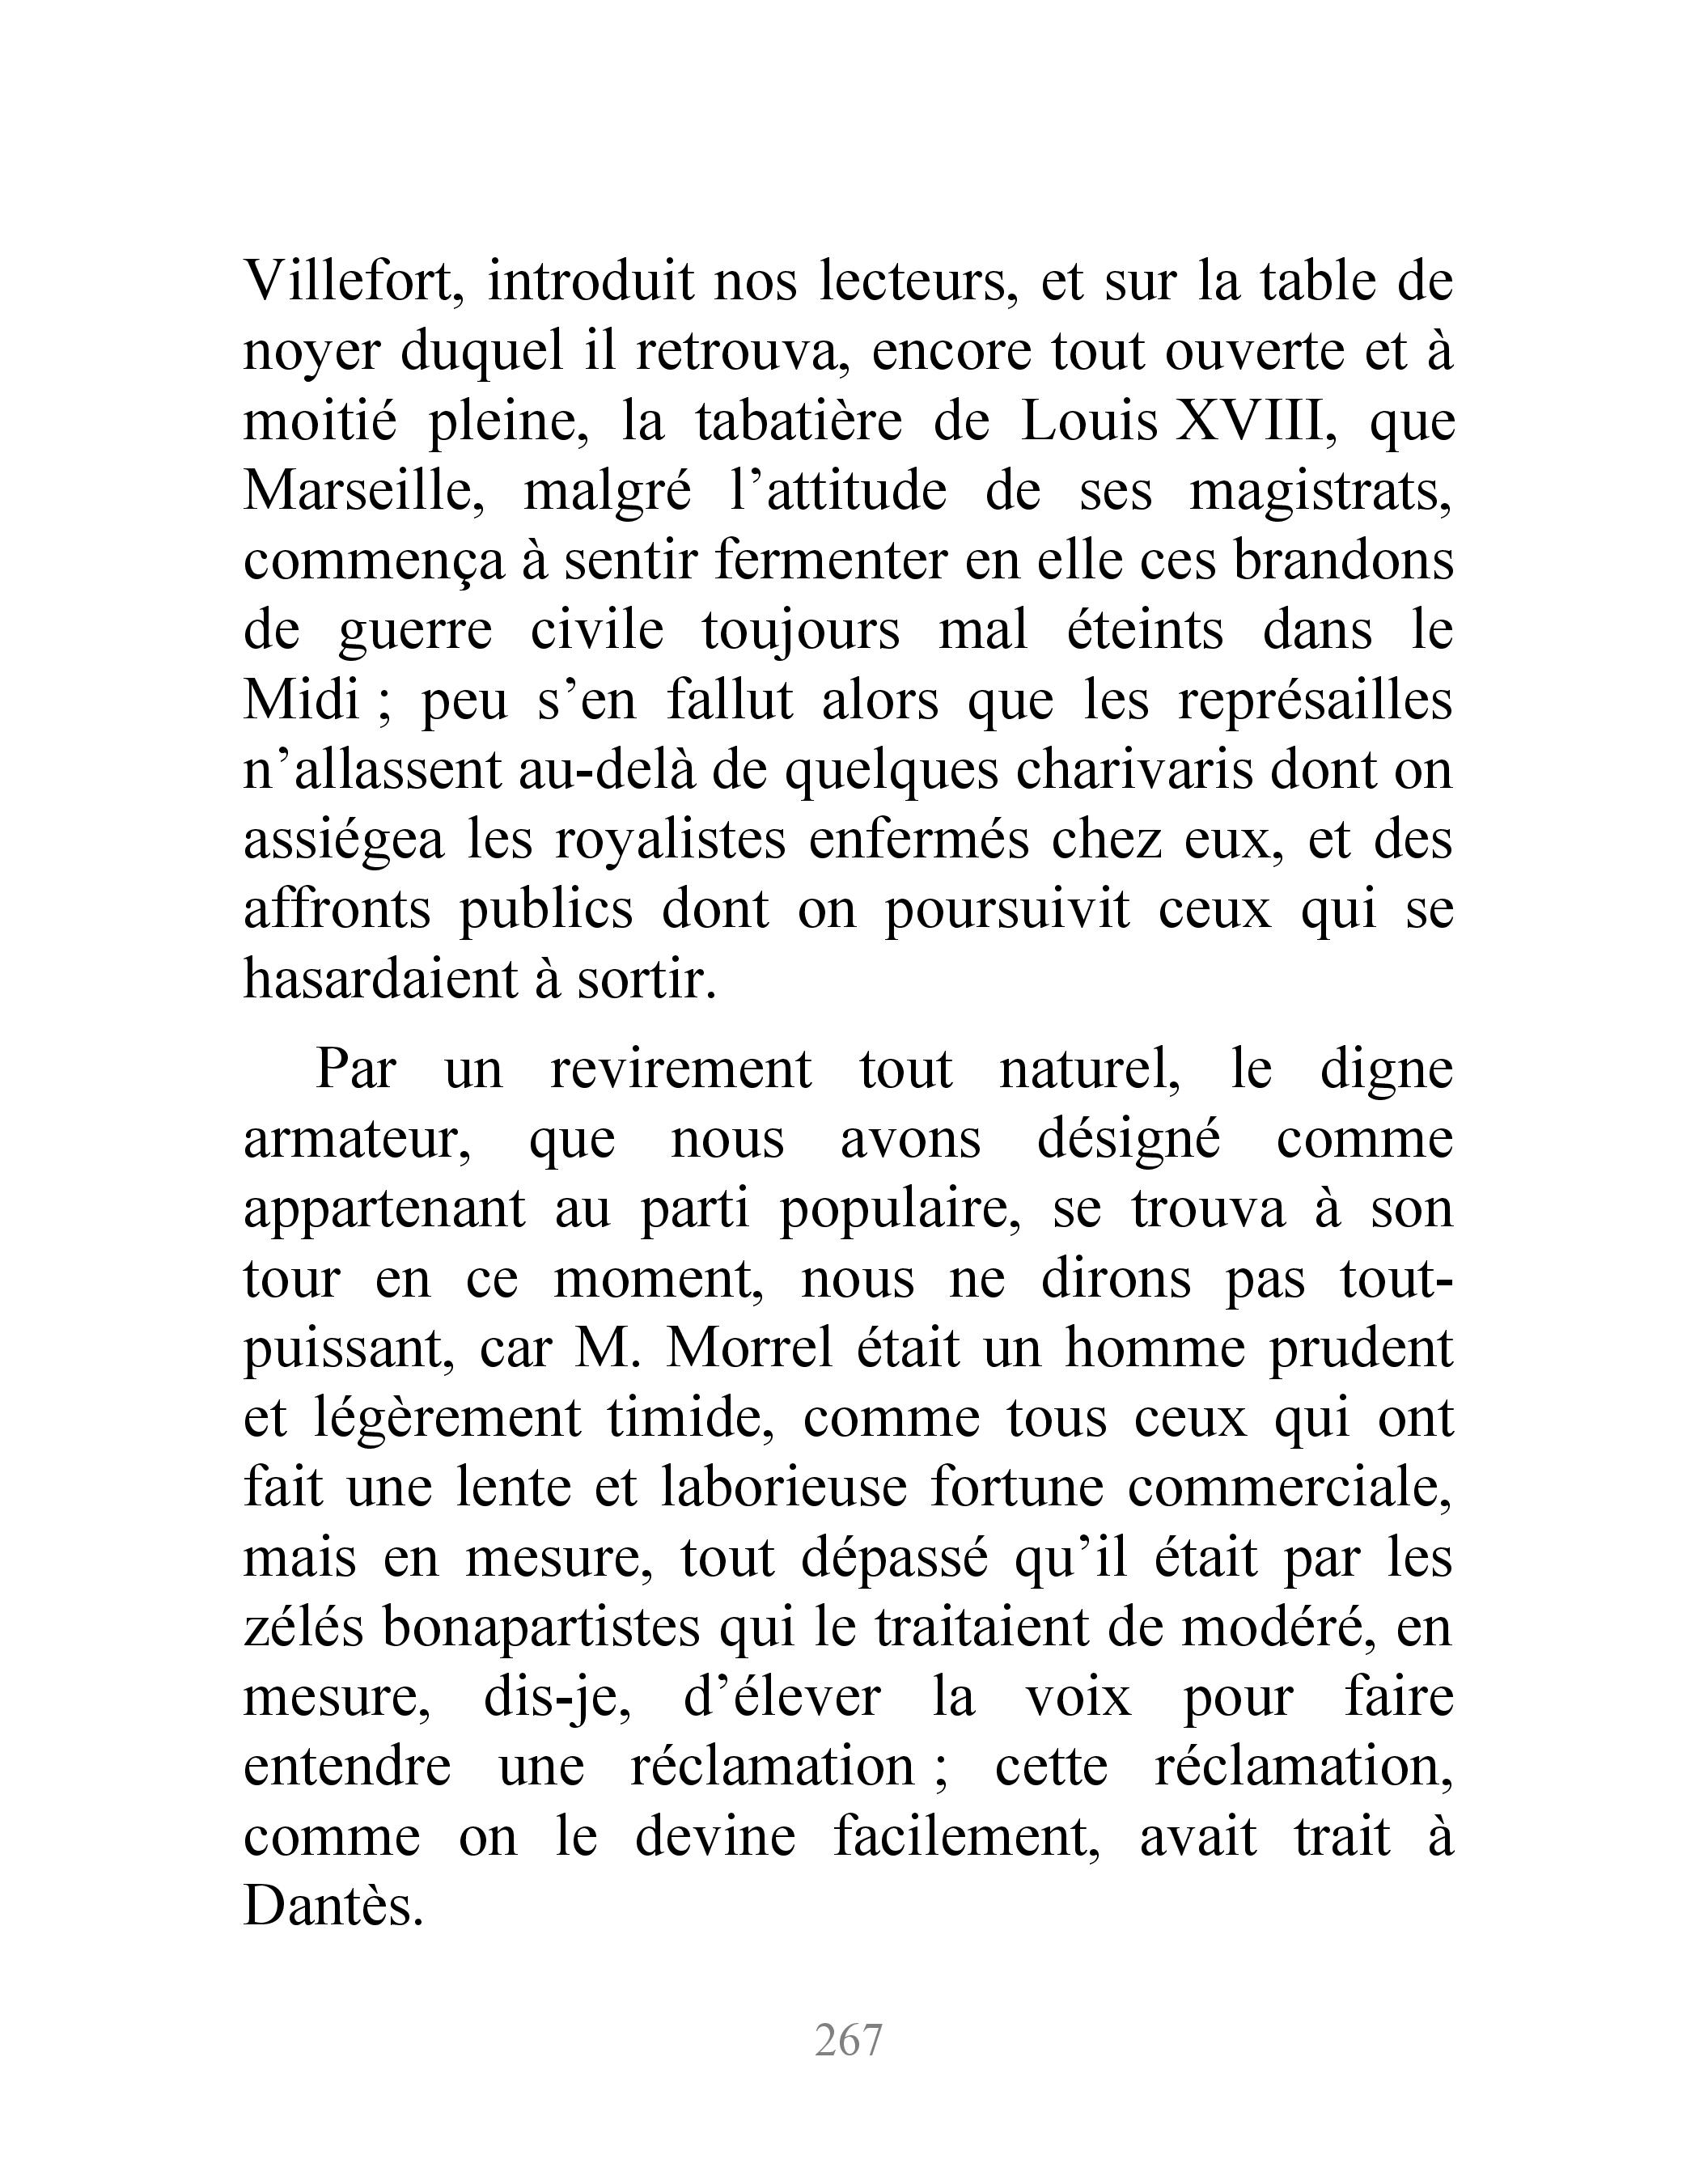 Villefort, introduit nos lecteurs, et sur la table de
noyer duquel il retrouva, encore tout ouverte et à
moitié pleine, la tabatière de Louis XVIII, que
Marseille, malgré l’attitude de ses magistrats,
commença à sentir fermenter en elle ces brandons
de guerre civile toujours mal éteints dans le
Midi ; peu s’en fallut alors que les représailles
n’allassent au-delà de quelques charivaris dont on
assiégea les royalistes enfermés chez eux, et des
affronts publics dont on poursuivit ceux qui se
hasardaient à sortir.
Par un revirement tout naturel, le digne
armateur, que nous avons désigné comme
appartenant au parti populaire, se trouva à son
tour en ce moment, nous ne dirons pas tout-
puissant, car M. Morrel était un homme prudent
et légèrement timide, comme tous ceux qui ont
fait une lente et laborieuse fortune commerciale,
mais en mesure, tout dépassé qu’il était par les
zélés bonapartistes qui le traitaient de modéré, en
mesure, dis-je, d’élever la voix pour faire
entendre une réclamation ; cette réclamation,
comme on le devine facilement, avait trait à
Dantès.
267